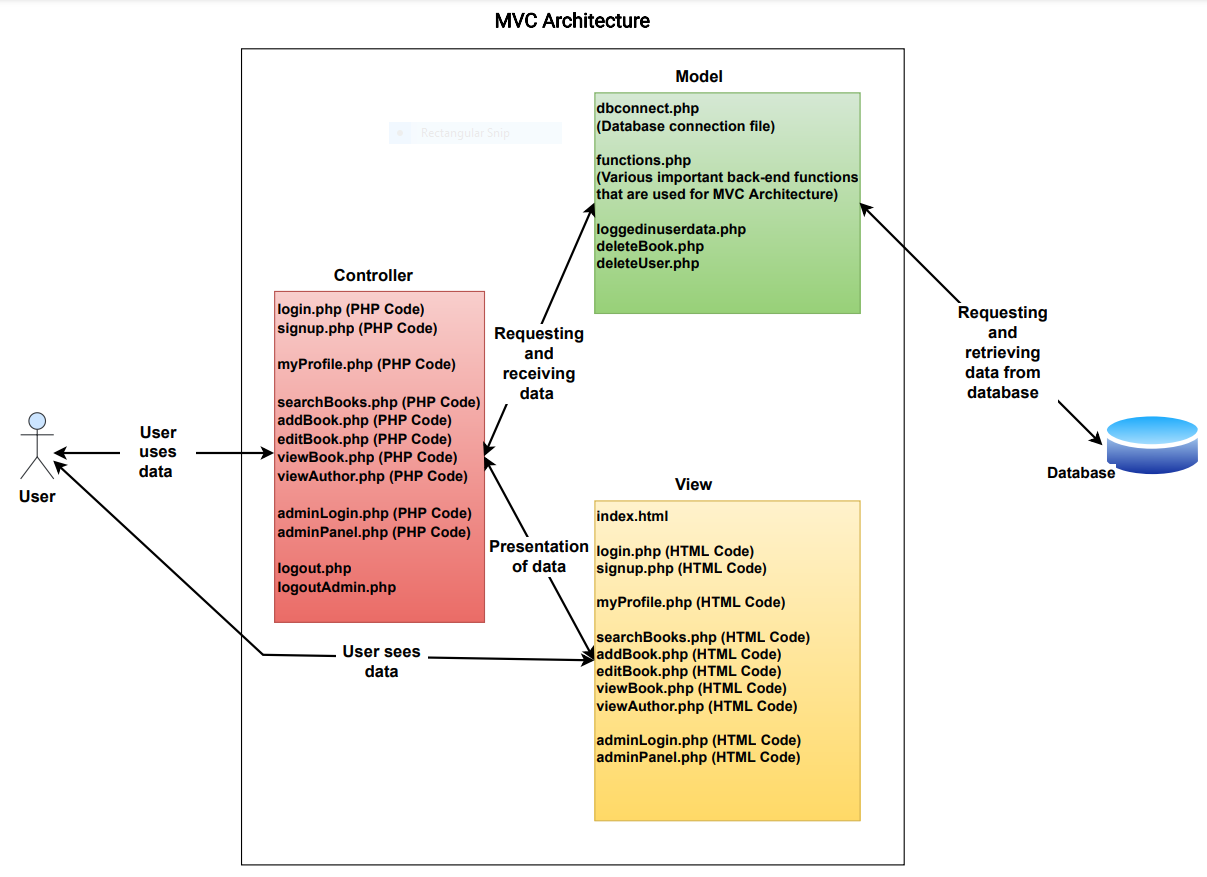 MVC Architecture
Model
dbconnect.php
(Database connection file)
functions.php
(Various important back-end functions
that are used for MVC Architecture)
loggedinuserdata.php
deleteBook.php
deleteUser.php
Rectangular Snip
Controller
login.php (PHP Code)
signup.php (PHP Code)
myProfile.php (PHP Code)
searchBooks.php (PHP Code)
addBook.php (PHP Code)
editBook.php (PHP Code)
viewBook.php (PHP Code)
viewAuthor.php (PHP Code)
adminLogin.php (PHP Code)
adminPanel.php (PHP Code)
logout.php
logoutAdmin.php
Requesting
and
receiving
data
Requesting
and
retrieving
data from
database
Database
User
uses
data
User
View
index.html
login.php (HTML Code)
signup.php (HTML Code)
myProfile.php (HTML Code)
searchBooks.php (HTML Code)
addBook.php (HTML Code)
editBook.php (HTML Code)
viewBook.php (HTML Code)
viewAuthor.php (HTML Code)
adminLogin.php (HTML Code)
adminPanel.php (HTML Code)
Presentation
of data
User sees
data